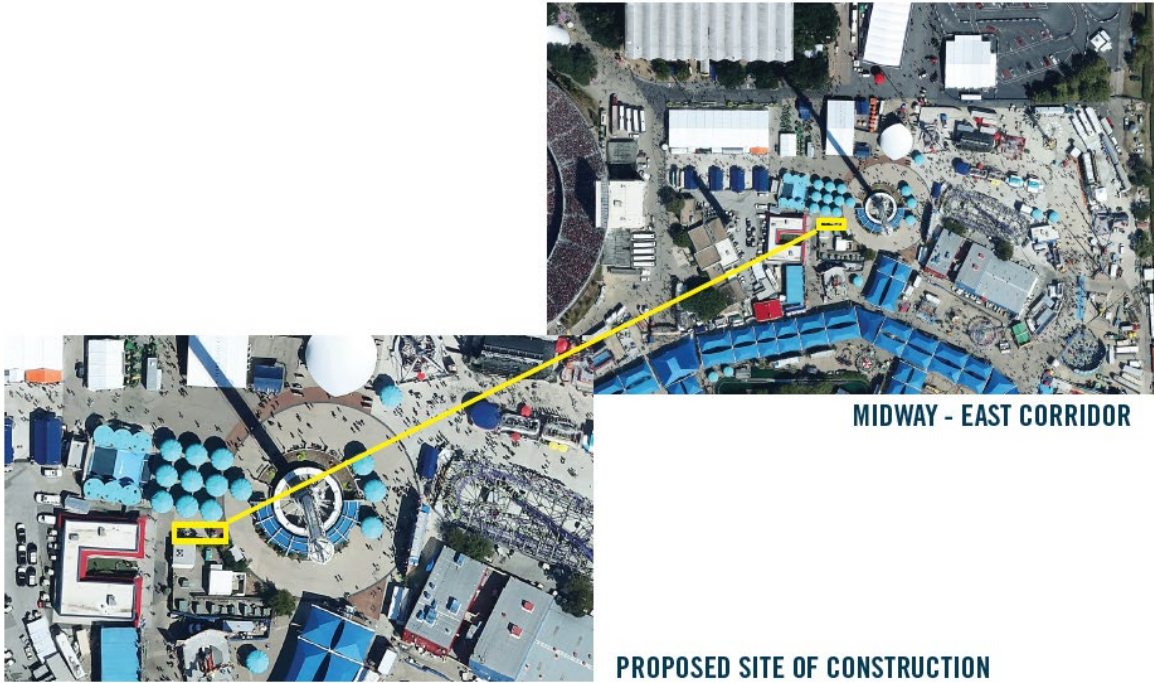 MIDWAY - EAST CORRIDOR
PROPOSED SITE OF CONSTRUCTION